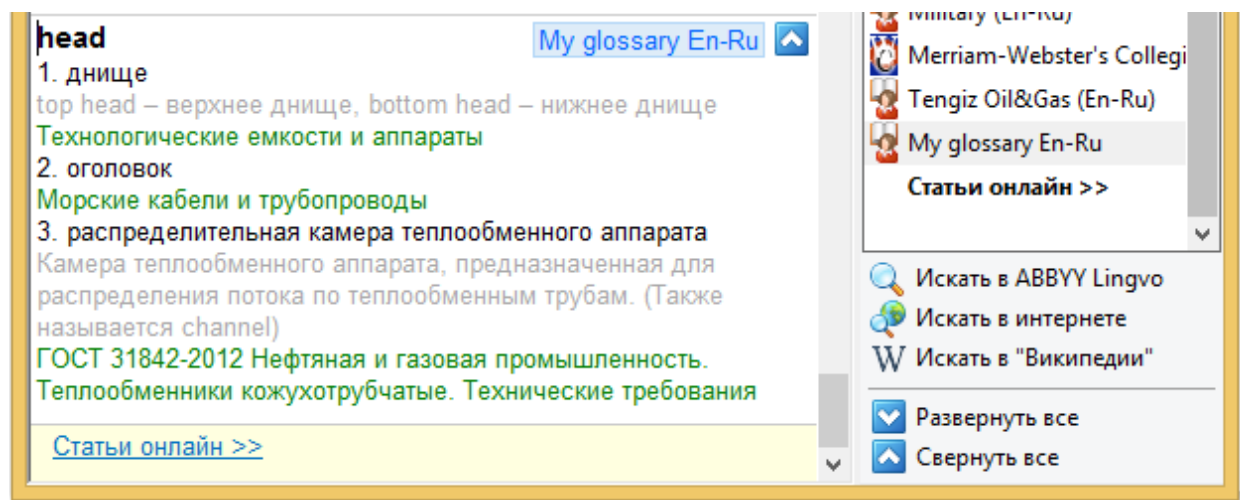 head
My glossary En-Ru
1. днище
top head – верхнее днище, bottom head – нижнее днище
Технологические емкости и аппараты
2. оголовок
Морские кабели и трубопроводы
3. распределительная камера теплообменного аппарата
Камера теплообменного аппарата, предназначенная для
распределения потока по теплообменным трубам. (Также
называется channel)
ГОСТ 31842-2012 Нефтяная и газовая промышленность.
Теплообменники кожухотрубчатые. Технические требования
Статьи онлайн >>
Military (En-Ru)
Merriam-Webster's Collegi
Tengiz Oil&Gas (En-Ru)
My glossary En-Ru
Статьи онлайн >>
Искать в ABBYY Lingvo
Искать в интернете
W Искать в "Википедии"
Развернуть все
Свернуть все